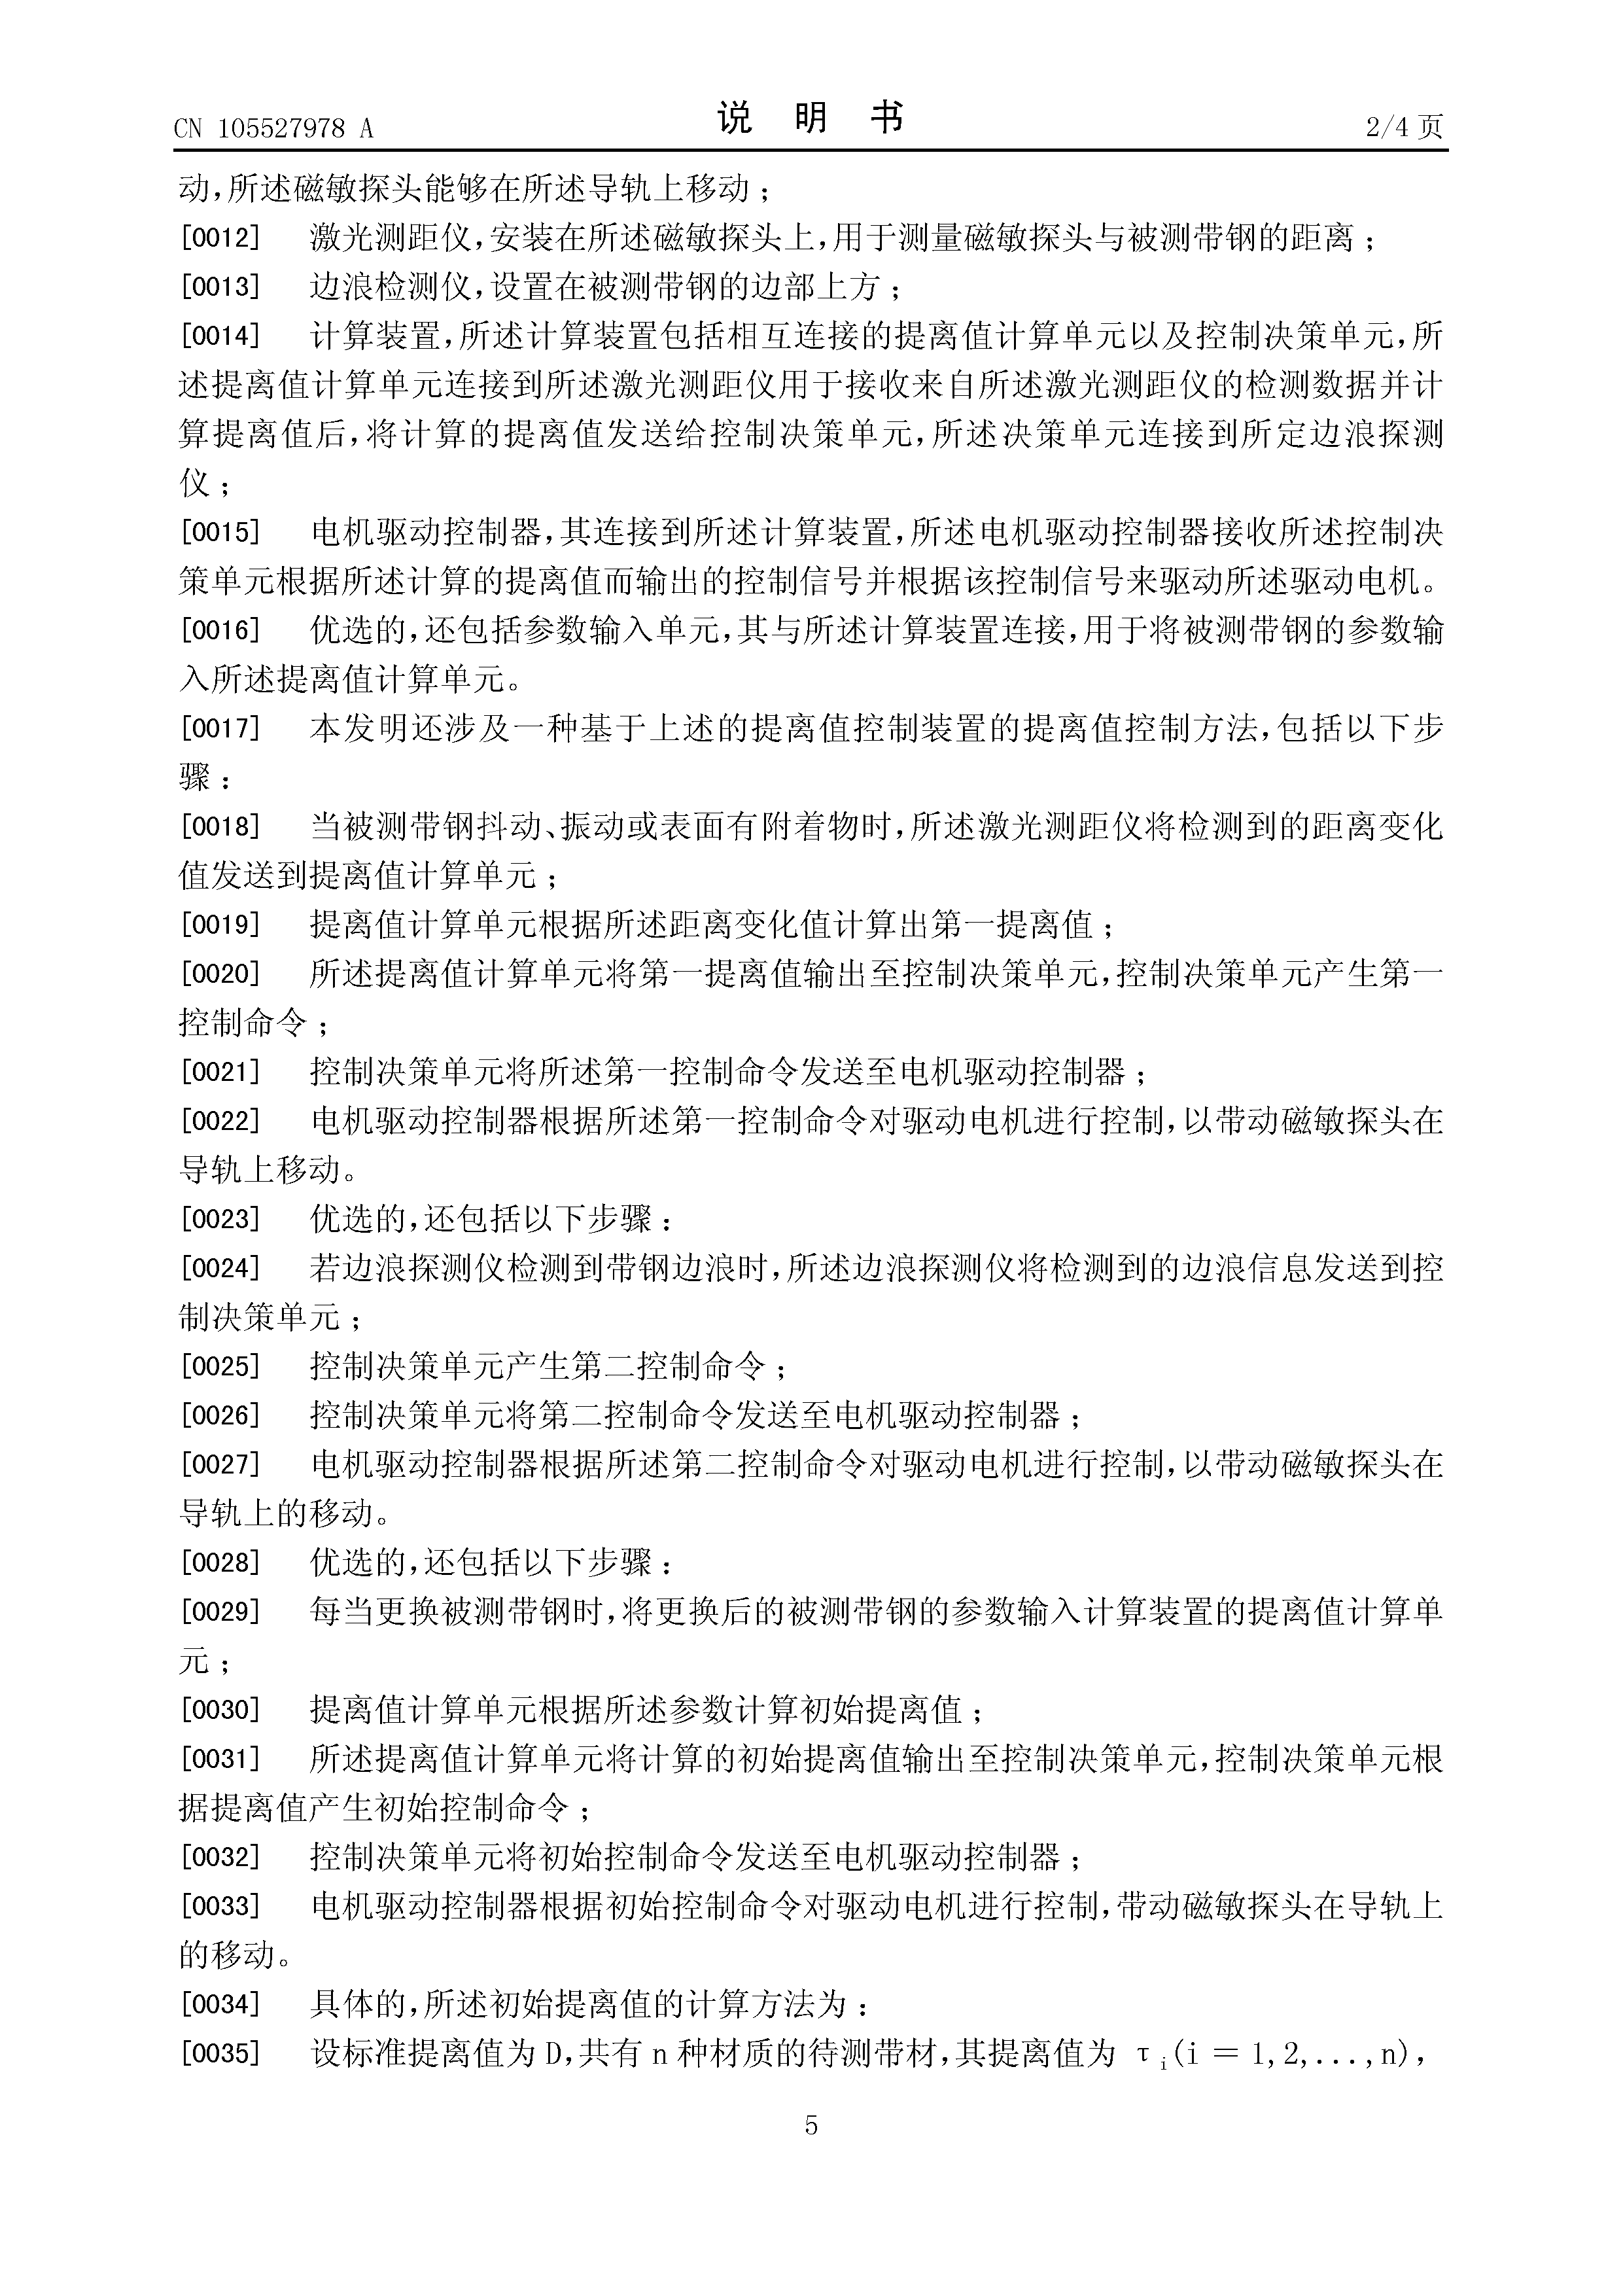 CN 105527978 A
说 明 书
2/4 页
动,所述磁敏探头能够在所述导轨上移动；
[0012] 激光测距仪,安装在所述磁敏探头上,用于测量磁敏探头与被测带钢的距离；
[0013] 边浪检测仪,设置在被测带钢的边部上方；
[0014] 计算装置,所述计算装置包括相互连接的提离值计算单元以及控制决策单元,所
述提离值计算单元连接到所述激光测距仪用于接收来自所述激光测距仪的检测数据并计
算提离值后,将计算的提离值发送给控制决策单元,所述决策单元连接到所定边浪探测
仪；
[0015] 电机驱动控制器,其连接到所述计算装置,所述电机驱动控制器接收所述控制决
策单元根据所述计算的提离值而输出的控制信号并根据该控制信号来驱动所述驱动电机。
[0016] 优选的,还包括参数输入单元,其与所述计算装置连接,用于将被测带钢的参数输
入所述提离值计算单元。
[0017] 本发明还涉及一种基于上述的提离值控制装置的提离值控制方法,包括以下步
骤：
[0018] 当被测带钢抖动、振动或表面有附着物时,所述激光测距仪将检测到的距离变化
值发送到提离值计算单元；
[0019] 提离值计算单元根据所述距离变化值计算出第一提离值；
[0020] 所述提离值计算单元将第一提离值输出至控制决策单元,控制决策单元产生第一
控制命令；
[0021] 控制决策单元将所述第一控制命令发送至电机驱动控制器；
[0022] 电机驱动控制器根据所述第一控制命令对驱动电机进行控制,以带动磁敏探头在
导轨上移动。
[0023] 优选的,还包括以下步骤：
[0024] 若边浪探测仪检测到带钢边浪时,所述边浪探测仪将检测到的边浪信息发送到控
制决策单元；
[0025] 控制决策单元产生第二控制命令；
[0026] 控制决策单元将第二控制命令发送至电机驱动控制器；
[0027] 电机驱动控制器根据所述第二控制命令对驱动电机进行控制,以带动磁敏探头在
导轨上的移动。
[0028] 优选的,还包括以下步骤：
[0029] 每当更换被测带钢时,将更换后的被测带钢的参数输入计算装置的提离值计算单
元；
[0030] 提离值计算单元根据所述参数计算初始提离值；
[0031] 所述提离值计算单元将计算的初始提离值输出至控制决策单元,控制决策单元根
据提离值产生初始控制命令；
[0032] 控制决策单元将初始控制命令发送至电机驱动控制器；
[0033] 电机驱动控制器根据初始控制命令对驱动电机进行控制,带动磁敏探头在导轨上
的移动。
[0034] 具体的,所述初始提离值的计算方法为：
[0035] 设标准提离值为 D,共有 n 种材质的待测带材,其提离值为 τi(i = 1,2,...,n),
5